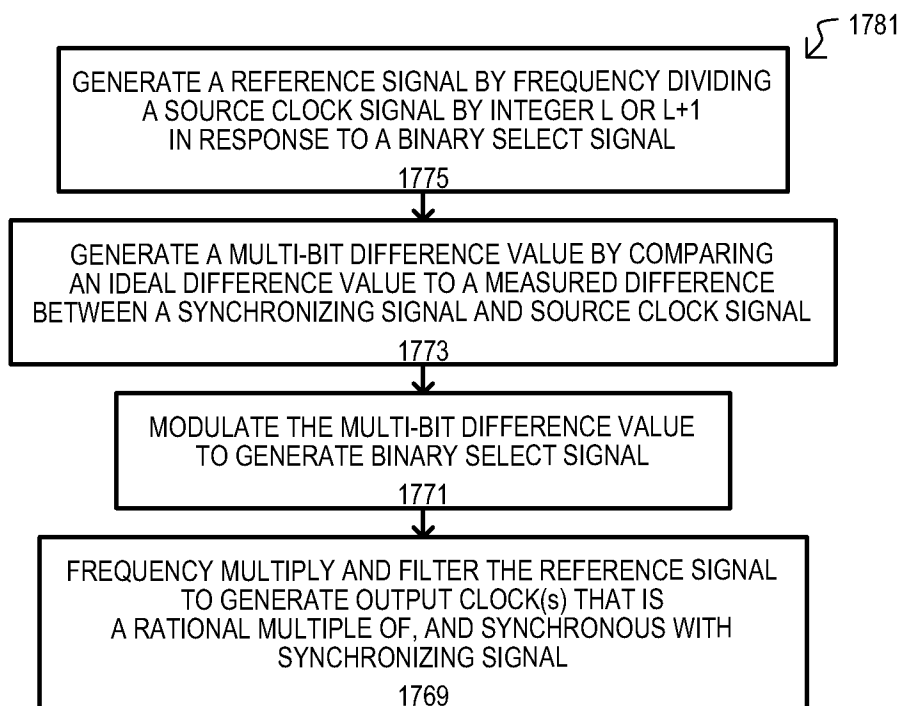 1781
GENERATE A REFERENCE SIGNAL BY FREQUENCY DIVIDING
A SOURCE CLOCK SIGNAL BY INTEGER L OR L+1
IN RESPONSE TO A BINARY SELECT SIGNAL
1775
GENERATE A MULTI-BIT DIFFERENCE VALUE BY COMPARING
AN IDEAL DIFFERENCE VALUE TO A MEASURED DIFFERENCE
BETWEEN A SYNCHRONIZING SIGNAL AND SOURCE CLOCK SIGNAL
1773
MODULATE THE MULTI-BIT DIFFERENCE VALUE
TO GENERATE BINARY SELECT SIGNAL
1771
FREQUENCY MULTIPLY AND FILTER THE REFERENCE SIGNAL
TO GENERATE OUTPUT CLOCK(s) THAT IS
A RATIONAL MULTIPLE OF, AND SYNCHRONOUS WITH
SYNCHRONIZING SIGNAL
1769